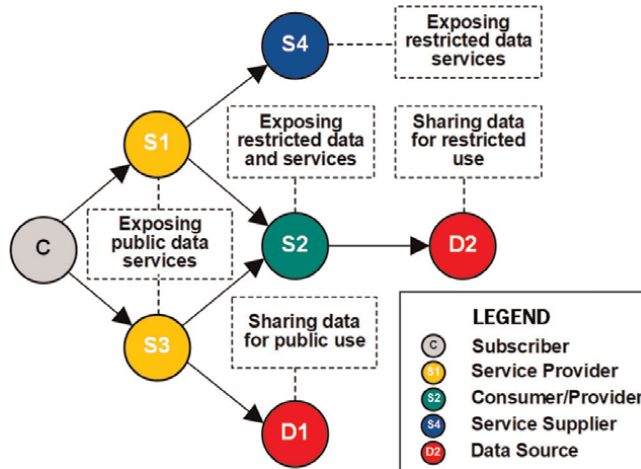 S4
Exposing
restricted data
services
S1
Exposing
restricted data
and services
Sharing data
for restricted
use
C
Exposing
public data
services
S2
D2
S3
Sharing data
for public use
D1
LEGEND
C Subscriber
S1 Service Provider
S2 Consumer/Provider
S4 Service Supplier
D2 Data Source